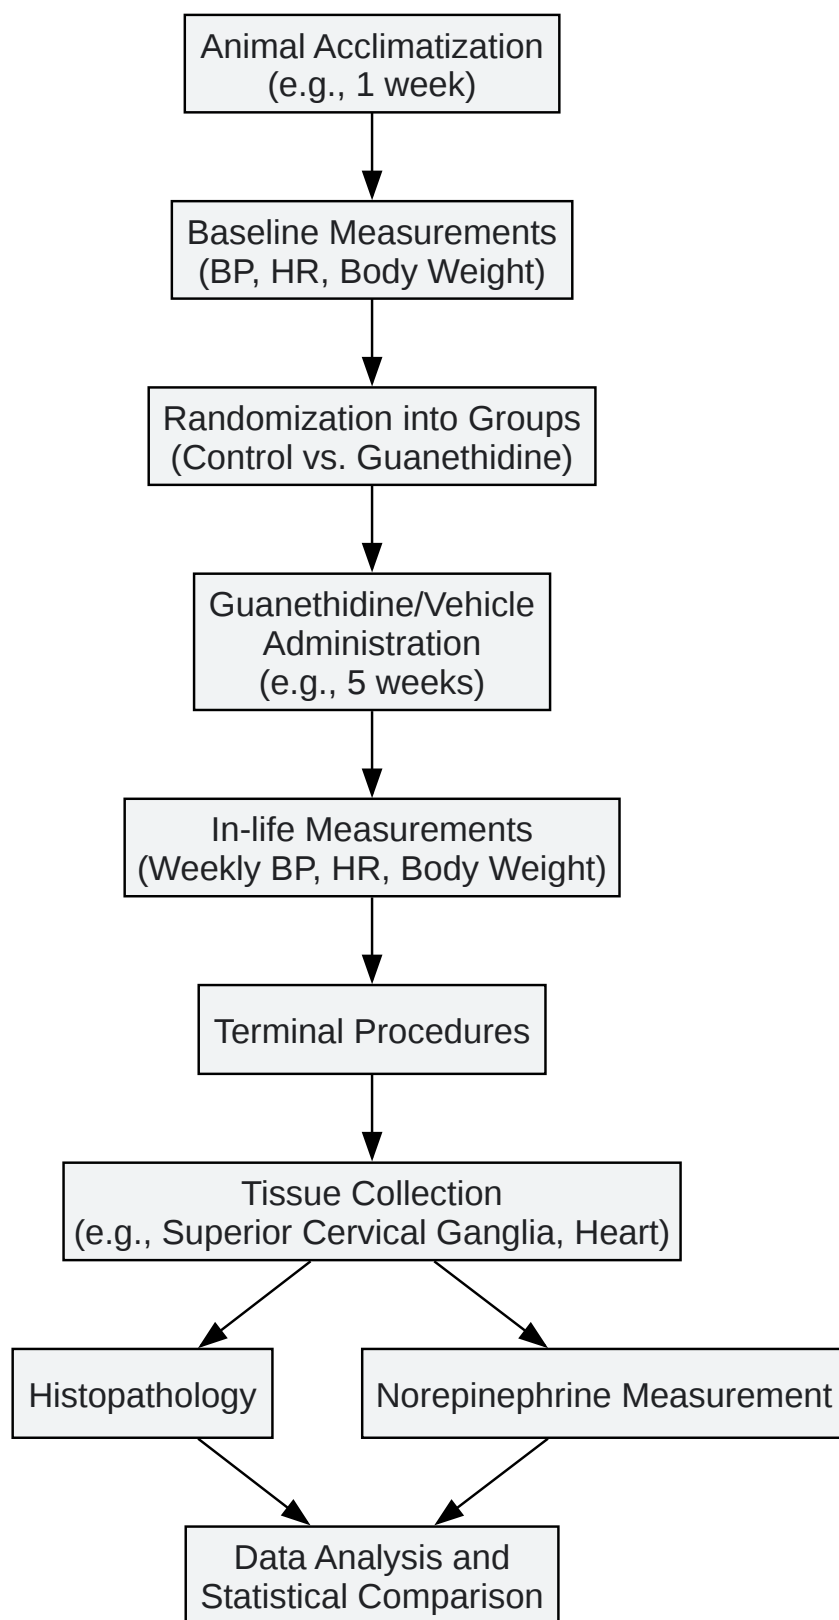 Animal Acclimatization
(e.g., 1 week)
Baseline Measurements
(BP, HR, Body Weight)
Randomization into Groups
(Control vs. Guanethidine)
Guanethidine/Vehicle
Administration
(e.g., 5 weeks)
In-life Measurements
(Weekly BP, HR, Body Weight)
Terminal Procedures
Tissue Collection
(e.g., Superior Cervical Ganglia, Heart)
Histopathology
Norepinephrine Measurement
Data Analysis and
Statistical Comparison